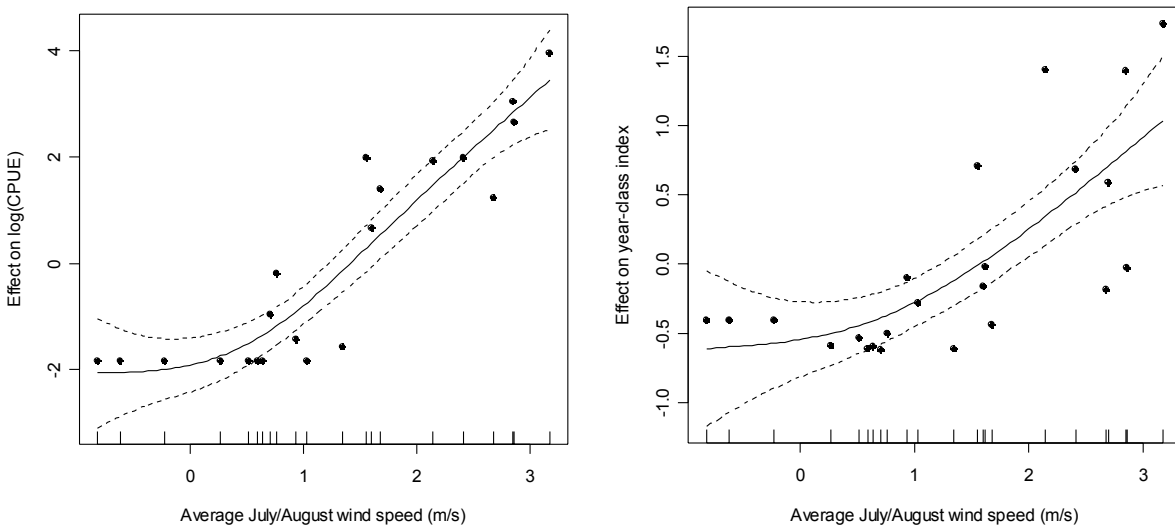 Effect on log(CPUE)
4
2
0
-2
0 1 2 3
Average July/August wind speed (m/s)
Effect on year-class index
1.5
1.0
0.5
0.0
-0.5
-1.0
0 1 2 3
Average July/August wind speed (m/s)